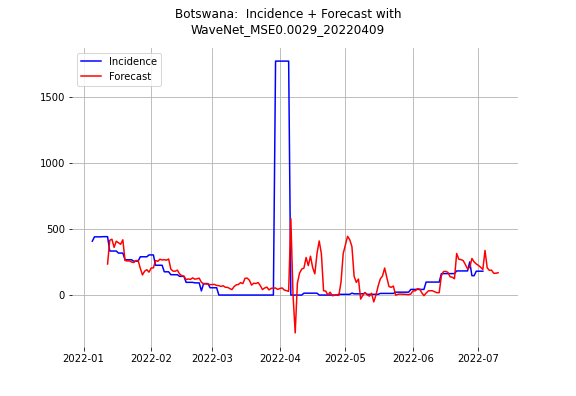 Botswana:  Incidence + Forecast with
WaveNet_MSE0.0029_20220409
Incidence
Forecast
1500
1000
500
0
2022-01 2022-02 2022-03 2022-04 2022-05 2022-06 2022-07